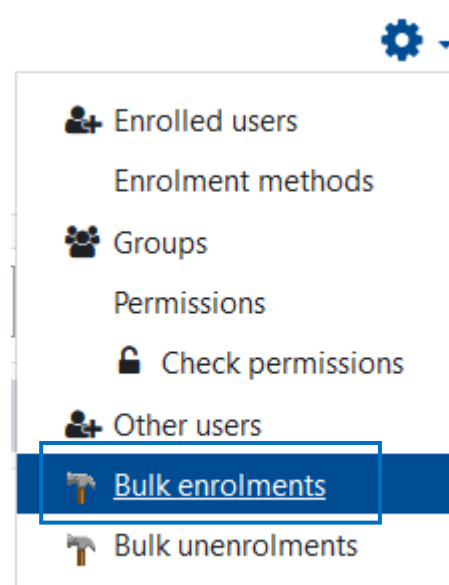 Enrolled users
Enrolment methods
Groups
Permissions
Check permissions
Other users
Bulk enrolments
Bulk unenrolments